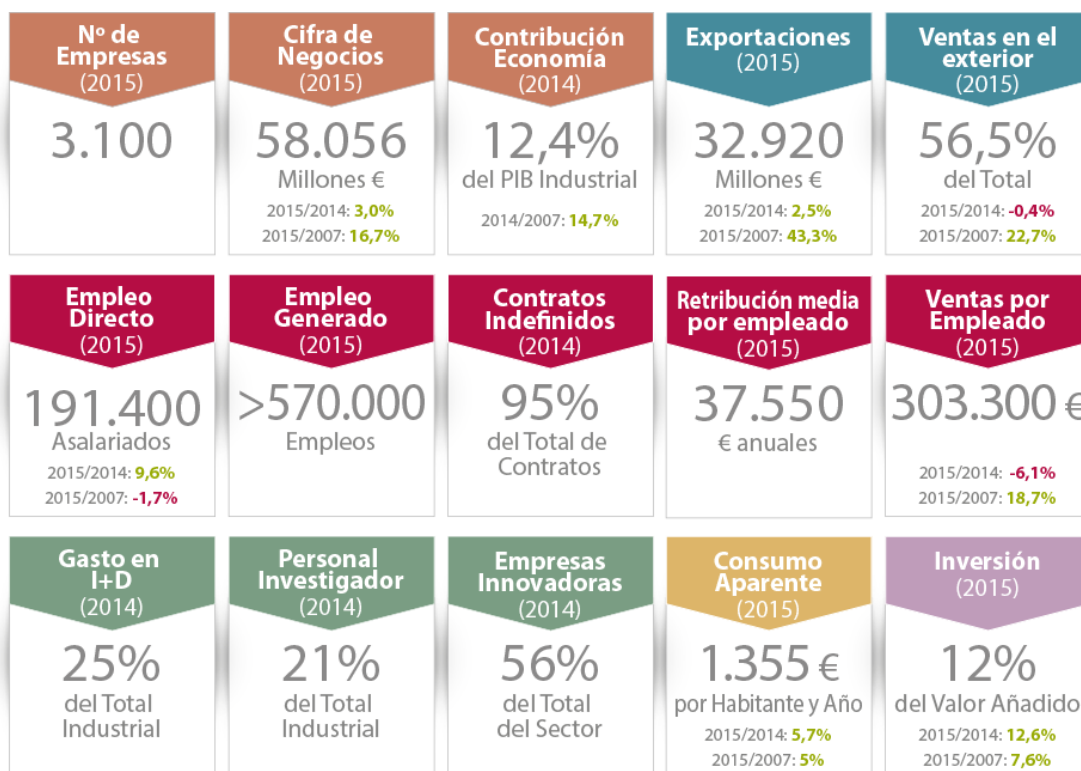 Nº de
Empresas
(2015)
3.100
Cifra de
Negocios
(2015)
58.056
Millones €
2015/2014: 3,0%
2015/2007: 16,7%
Contribución
Economía
(2014)
12,4%
del PIB Industrial
2014/2007: 14,7%
Exportaciones
(2015)
32.920
Millones €
2015/2014: 2,5%
2015/2007: 43,3%
Ventas en el
exterior
(2015)
56,5%
del Total
2015/2014: -0,4%
2015/2007: 22,7%
Empleo
Directo
(2015)
191.400
Asalariados
2015/2014: 9,6%
2015/2007: -1,7%
Empleo
Generado
(2015)
>570.000
Empleos
Contratos
Indefinidos
(2014)
95%
del Total de
Contratos
Retribución media
por empleado
(2015)
37.550
€ anuales
Ventas por
Empleado
(2015)
303.300 €
2015/2014: -6,1%
2015/2007: 18,7%
Gasto en
I+D
(2014)
25%
del Total
Industrial
Personal
Investigador
(2014)
21%
del Total
Industrial
Empresas
Innovadoras
(2014)
56%
del Total
del Sector
Consumo
Aparente
(2015)
1.355 €
por Habitante y Año
2015/2014: 5,7%
2015/2007: 5%
Inversión
(2015)
12%
del Valor Añadido
2015/2014: 12,6%
2015/2007: 7,6%